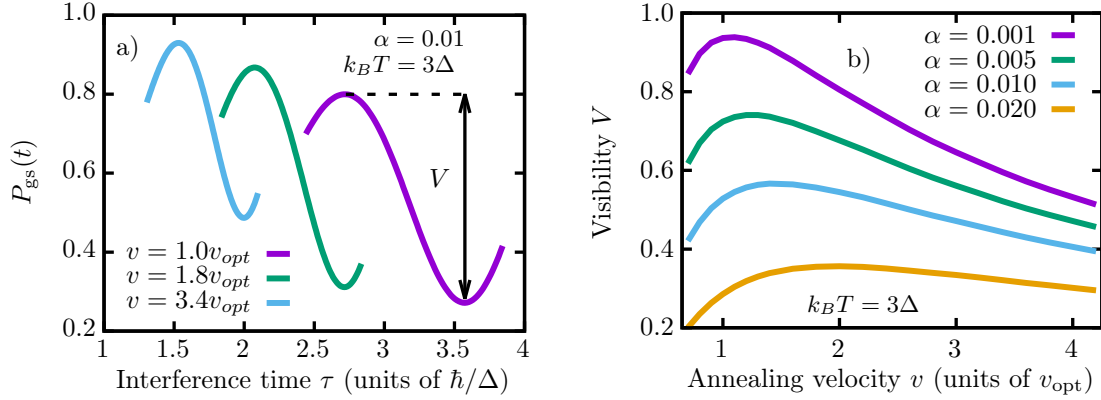 a)
α = 0.01
k_BT = 3Δ
1.0
0.8
0.6
0.4
0.2
P_gs(t)
V
v = 1.0v_opt
v = 1.8v_opt
v = 3.4v_opt
1 1.5 2 2.5 3 3.5 4
Interference time τ (units of ℏ/Δ)
b)
α = 0.001
α = 0.005
α = 0.010
α = 0.020
1.0
0.8
0.6
0.4
0.2
Visibility V
k_BT = 3Δ
1 2 3 4
Annealing velocity v (units of v_opt)